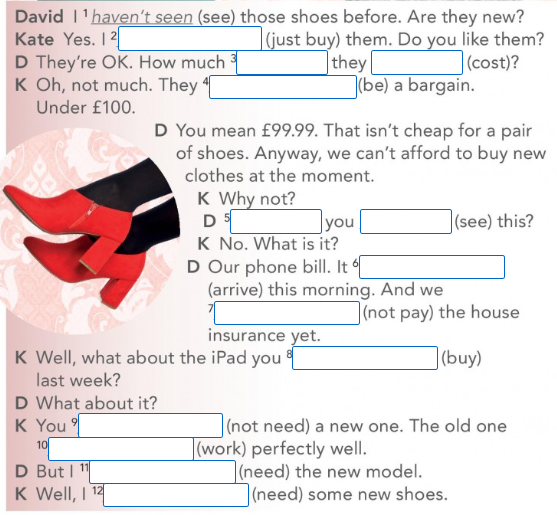 David I ¹ haven't seen (see) those shoes before. Are they new?
Kate Yes. I ² (just buy) them. Do you like them?
D They're OK. How much ³ they (cost)?
K Oh, not much. They ⁴ (be) a bargain.
Under £100.
D You mean £99.99. That isn't cheap for a pair
of shoes. Anyway, we can't afford to buy new
clothes at the moment.
K Why not?
D ⁵ you (see) this?
K No. What is it?
D Our phone bill. It ⁶
(arrive) this morning. And we
⁷ (not pay) the house
insurance yet.
K Well, what about the iPad you ⁸ (buy)
last week?
D What about it?
K You ⁹ (not need) a new one. The old one
¹⁰ (work) perfectly well.
D But I ¹¹ (need) the new model.
K Well, I ¹² (need) some new shoes.